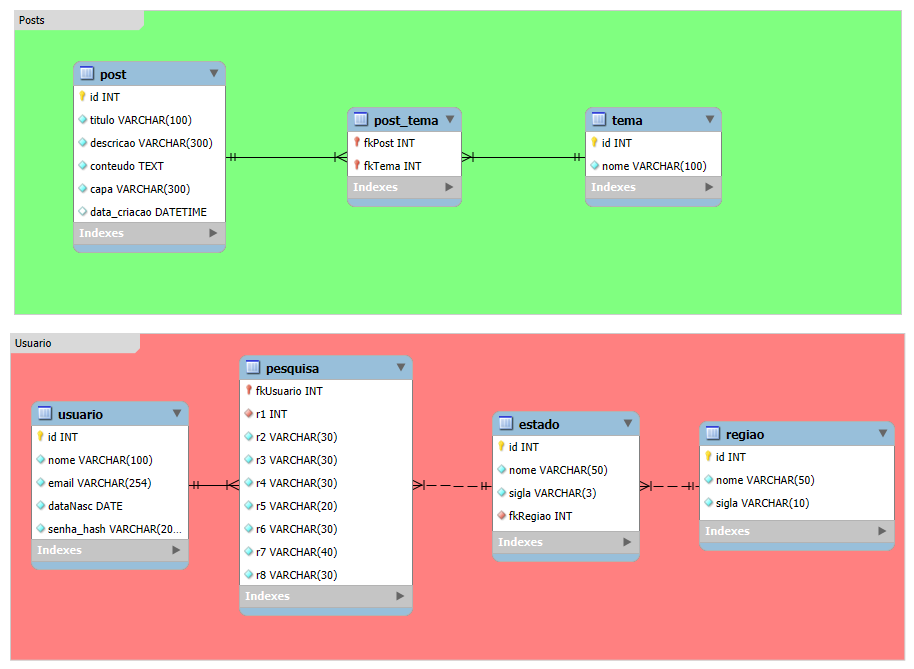 Posts
post
id INT
titulo VARCHAR(100)
descricao VARCHAR(300)
conteudo TEXT
capa VARCHAR(300)
data_criacao DATETIME
Indexes
post_tema
fkPost INT
fkTema INT
Indexes
tema
id INT
nome VARCHAR(100)
Indexes
Usuario
usuario
id INT
nome VARCHAR(100)
email VARCHAR(254)
dataNasc DATE
senha_hash VARCHAR(20...
Indexes
pesquisa
fkUsuario INT
r1 INT
r2 VARCHAR(30)
r3 VARCHAR(30)
r4 VARCHAR(30)
r5 VARCHAR(20)
r6 VARCHAR(30)
r7 VARCHAR(40)
r8 VARCHAR(30)
Indexes
estado
id INT
nome VARCHAR(50)
sigla VARCHAR(3)
fkRegiao INT
Indexes
regiao
id INT
nome VARCHAR(50)
sigla VARCHAR(10)
Indexes